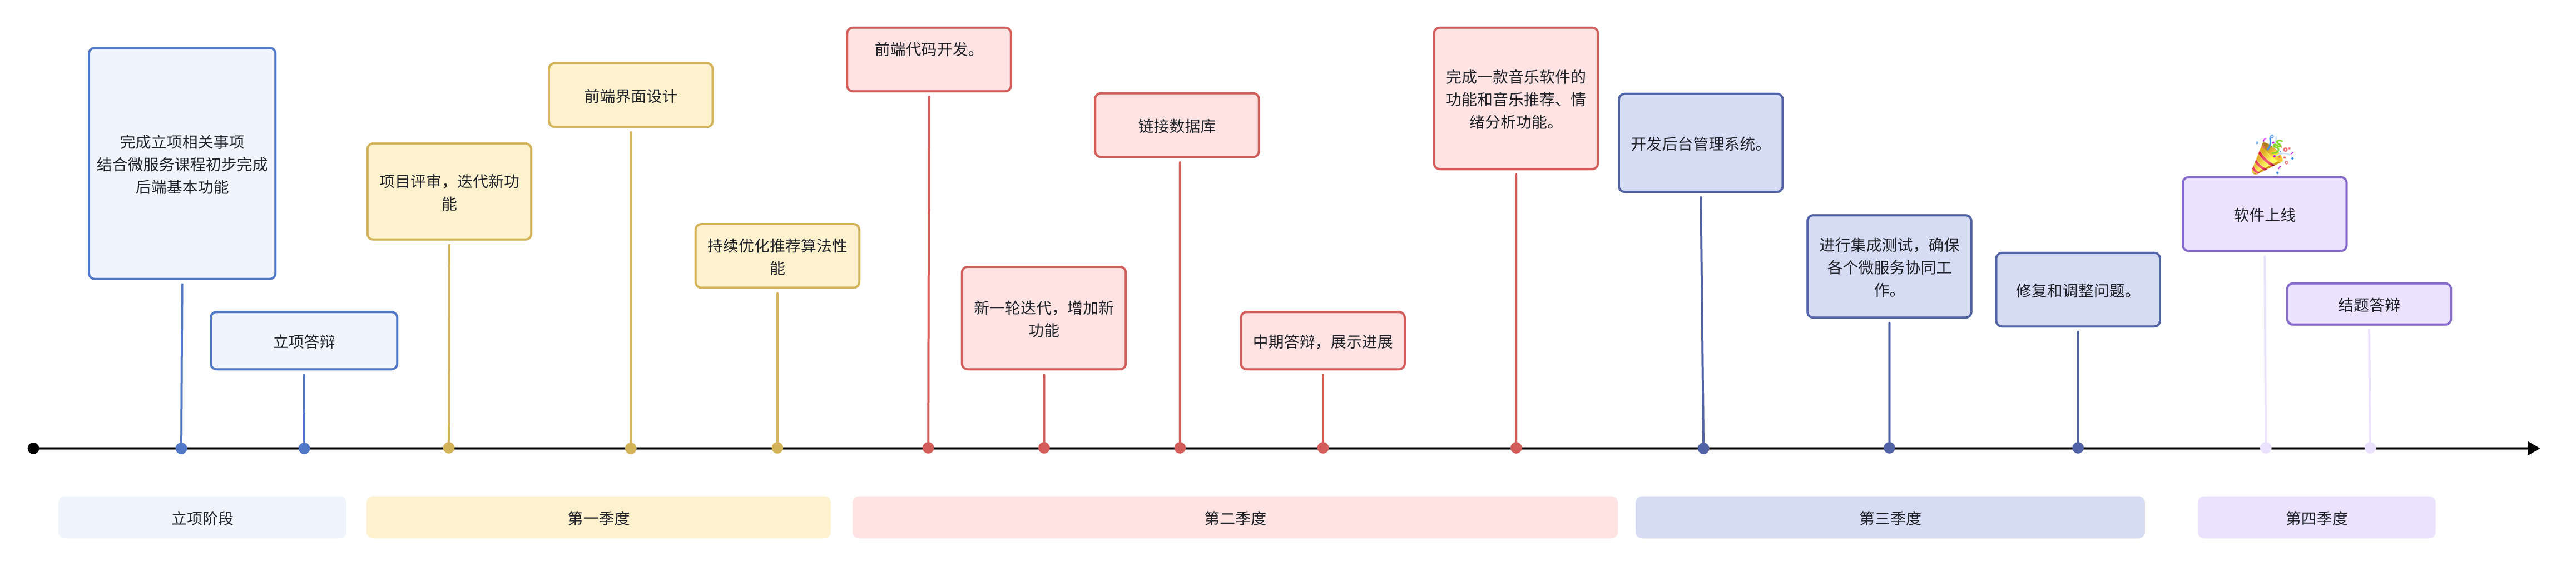 完成立项相关事项
结合微服务课程初步完成
后端基本功能
立项答辩
项目评审，迭代新功
能
前端界面设计
持续优化推荐算法性
能
前端代码开发。
新一轮迭代，增加新
功能
链接数据库
中期答辩，展示进展
完成一款音乐软件的
功能和音乐推荐、情
绪分析功能。
开发后台管理系统。
进行集成测试，确保
各个微服务协同工
作。
修复和调整问题。
软件上线
结题答辩
立项阶段
第一季度
第二季度
第三季度
第四季度